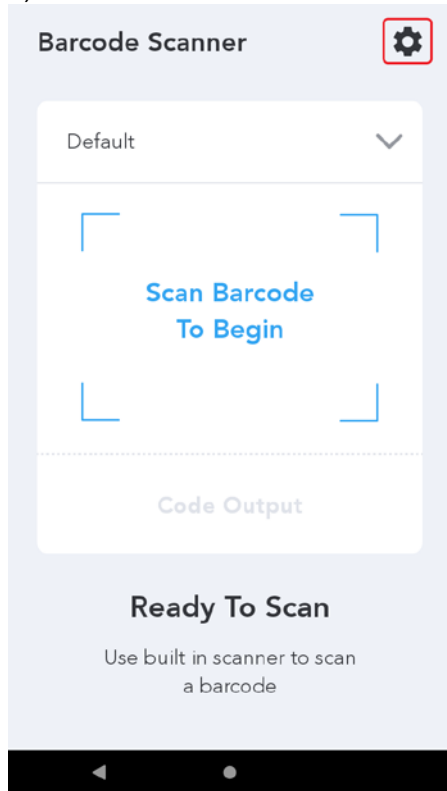 Barcode Scanner
Default
Scan Barcode
To Begin
Code Output
Ready To Scan
Use built in scanner to scan
a barcode